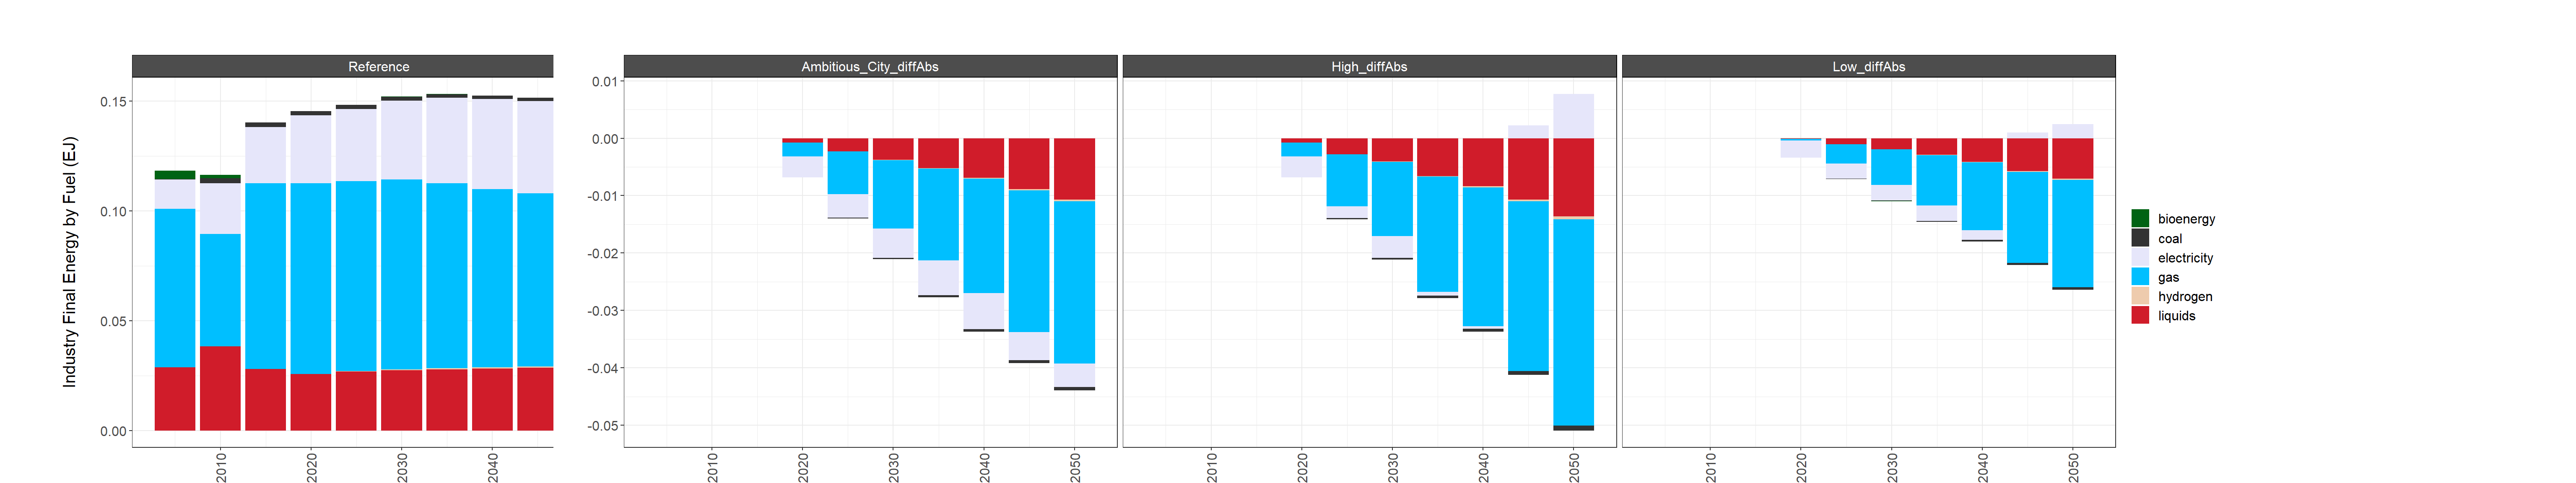 Industry Final Energy by Fuel (EJ)
Reference
0.15
0.10
0.05
0.00
2010
2020
2030
2040
Ambitious_City_diffAbs
High_diffAbs
Low_diffAbs
0.01
0.00
-0.01
-0.02
-0.03
-0.04
-0.05
2010
2020
2030
2040
2050
2010
2020
2030
2040
2050
2010
2020
2030
2040
2050
bioenergy
coal
electricity
gas
hydrogen
liquids